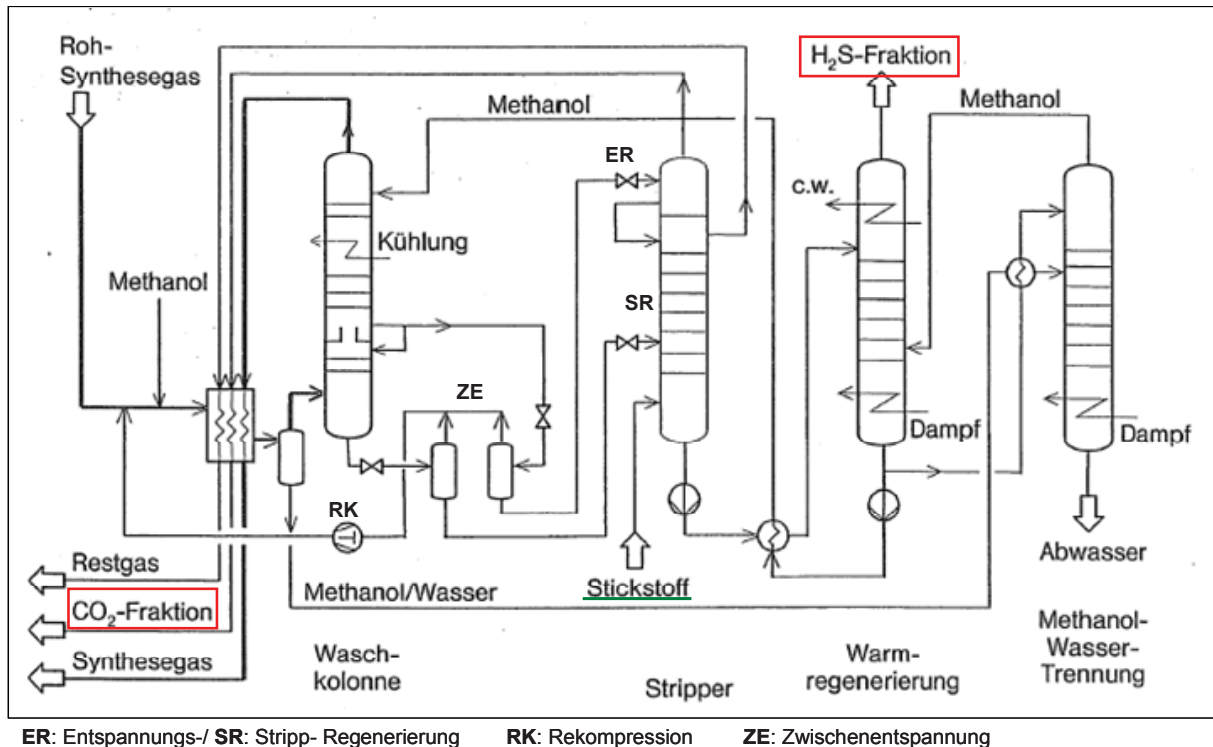 Roh-
Synthesegas
H₂S-Fraktion
Methanol
Methanol
ER
c.w.
Kühlung
Methanol
SR
ZE
Dampf
Dampf
RK
Abwasser
Restgas
Methanol/Wasser
Stickstoff
CO₂-Fraktion
Synthesegas
Wasch-
kolonne
Stripper
Warm-
regenerierung
Methanol-
Wasser-
Trennung
ER: Entspannungs-/ SR: Stripp- Regenerierung RK: Rekompression ZE: Zwischenentspannung